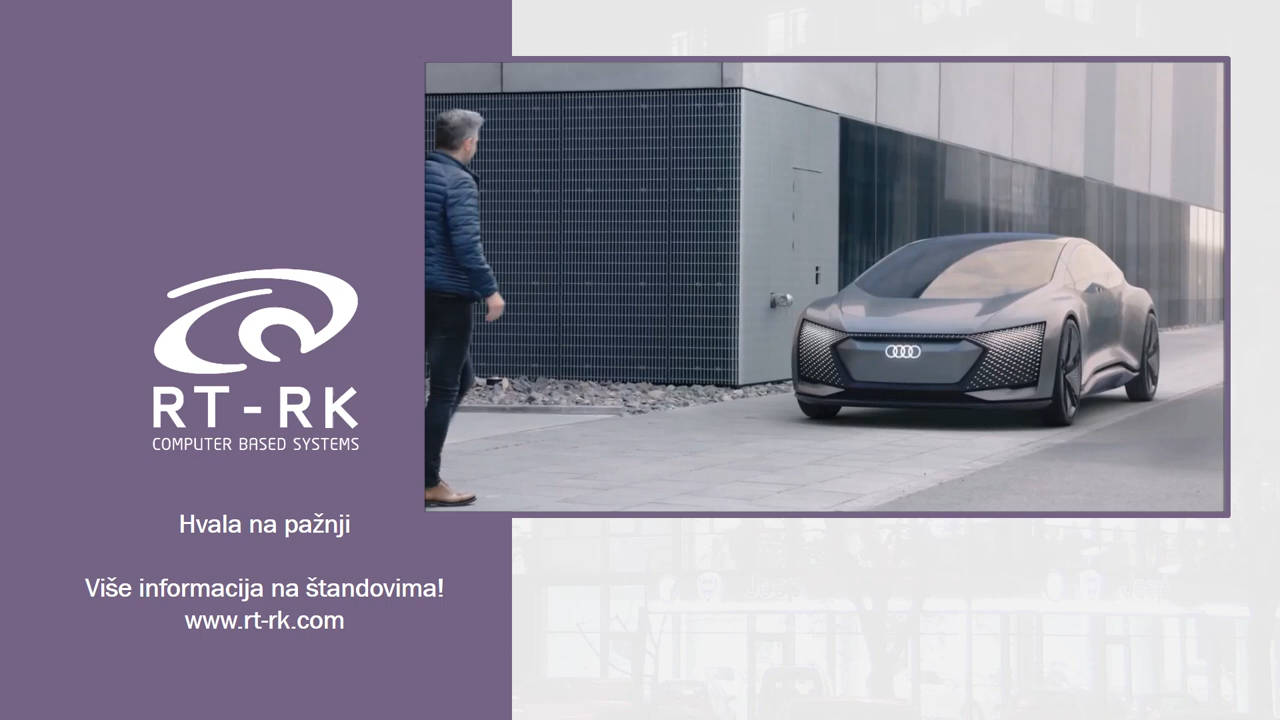 RT-RK
COMPUTER BASED SYSTEMS
Hvala na pažnji
Više informacija na štandovima!
www.rt-rk.com